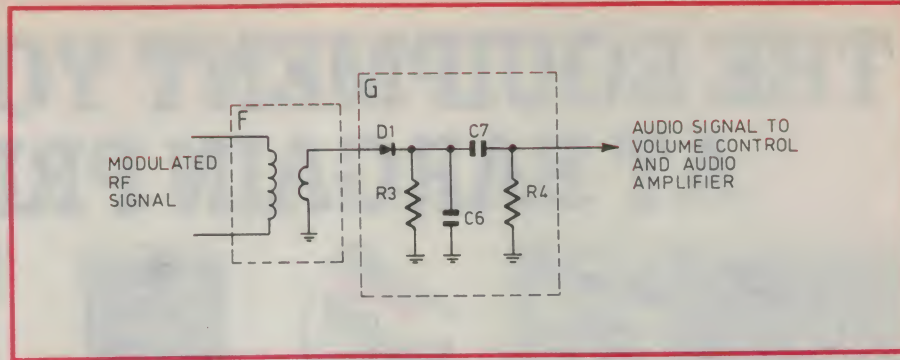 F
G
MODULATED
RF
SIGNAL
D1
C7
R3
C6
R4
AUDIO SIGNAL TO
VOLUME CONTROL
AND AUDIO
AMPLIFIER